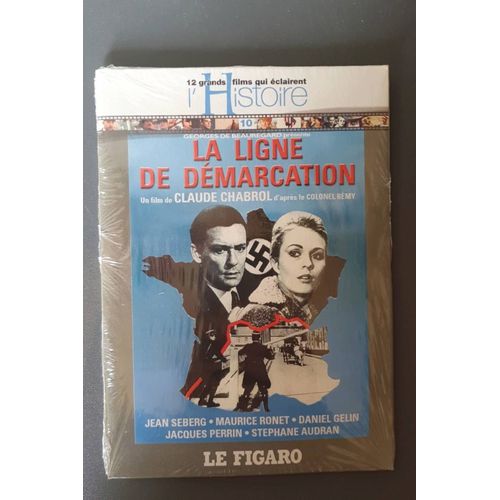 12 grands films qui éclairent
l'Histoire
10
GEORGES DE BEAUREGARD présente
LA LIGNE
DE DÉMARCATION
Un film de CLAUDE CHABROL d'après le COLONEL RÉMY
JEAN SEBERG • MAURICE RONET • DANIEL GELIN
JACQUES PERRIN • STEPHANE AUDRAN
LE FIGARO